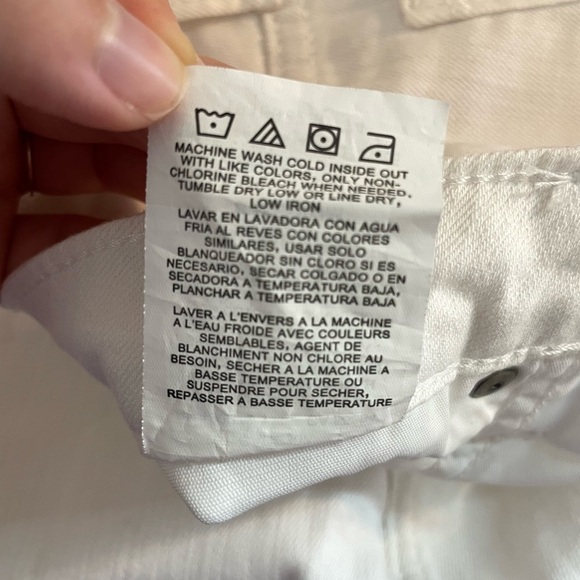 MACHINE WASH COLD INSIDE OUT
WITH LIKE COLORS, ONLY NON-
CHLORINE BLEACH WHEN NEEDED,
TUMBLE DRY LOW OR LINE DRY,
LOW IRON
LAVAR EN LAVADORA CON AGUA
FRIA AL REVES CON COLORES
SIMILARES, USAR SOLO
BLANQUEADOR SIN CLORO SI ES
NECESARIO, SECAR COLGADO O EN
SECADORA A TEMPERATURA BAJA,
PLANCHAR A TEMPERATURA BAJA
LAVER A L'ENVERS A LA MACHINE
A L'EAU FROIDE AVEC COULEURS
SEMBLABLES, AGENT DE
BLANCHIMENT NON CHLORE AU
BESOIN, SECHER A LA MACHINE A
BASSE TEMPERATURE OU
SUSPENDRE POUR SECHER,
REPASSER A BASSE TEMPERATURE